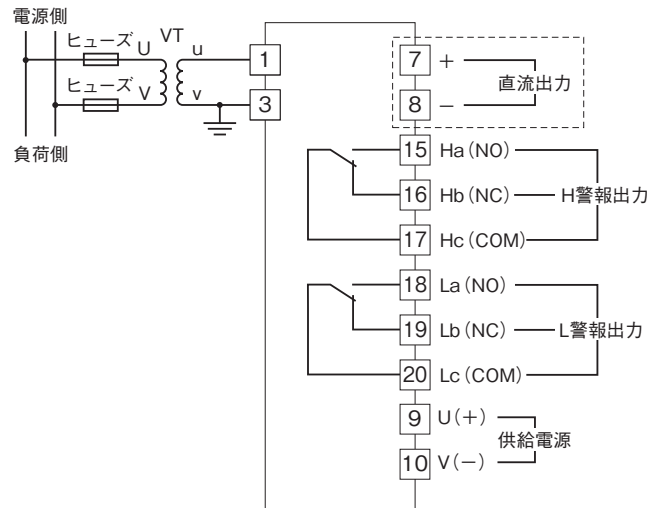 電源側
ヒューズ U VT u
ヒューズ V v
負荷側
1
3
7 +
8 −
直流出力
15 Ha(NO)
16 Hb(NC) H警報出力
17 Hc(COM)
18 La(NO)
19 Lb(NC) L警報出力
20 Lc(COM)
9 U(+)
供給電源
10 V(−)